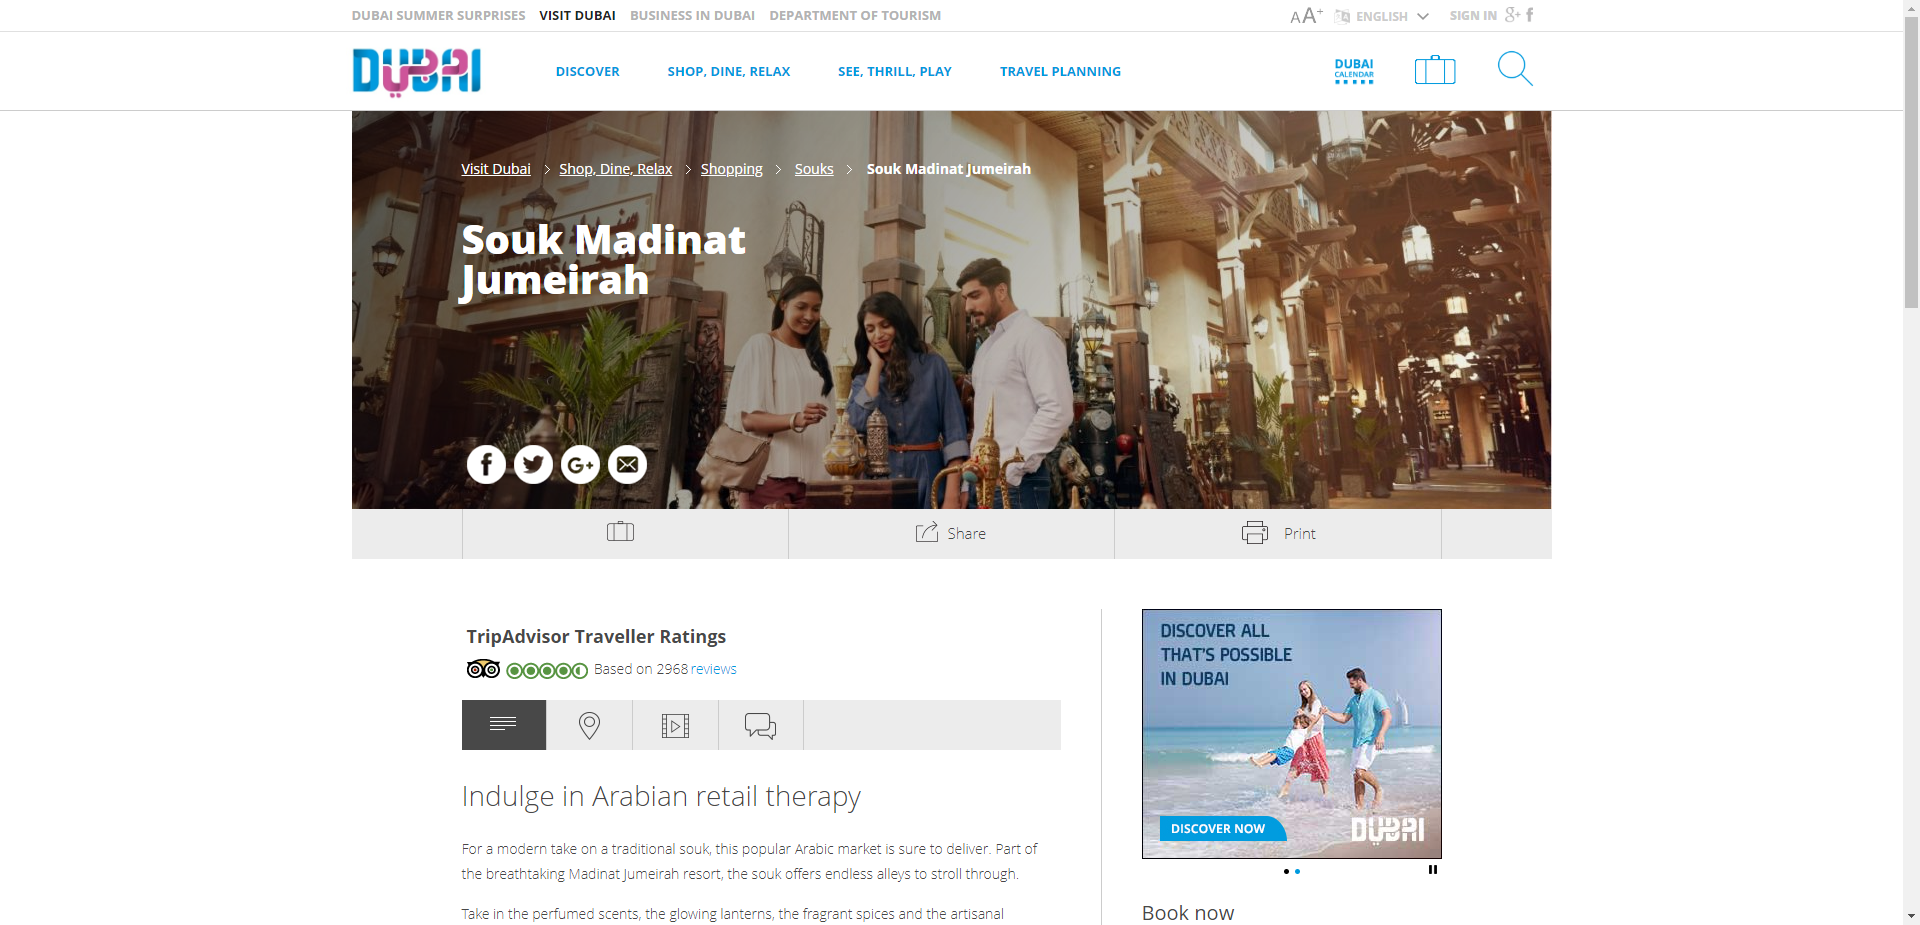 DUBAI SUMMER SURPRISES VISIT DUBAI BUSINESS IN DUBAI DEPARTMENT OF TOURISM AA+ ENGLISH SIGN IN g+ f
DUBAI DISCOVER SHOP, DINE, RELAX SEE, THRILL, PLAY TRAVEL PLANNING DUBAI
CALENDAR
Visit Dubai > Shop, Dine, Relax > Shopping > Souks > Souk Madinat Jumeirah
Souk Madinat
Jumeirah
f G+
Share Print
TripAdvisor Traveller Ratings
Based on 2968 reviews
Indulge in Arabian retail therapy
For a modern take on a traditional souk, this popular Arabic market is sure to deliver. Part of
the breathtaking Madinat Jumeirah resort, the souk offers endless alleys to stroll through.
Take in the perfumed scents, the glowing lanterns, the fragrant spices and the artisanal
DISCOVER ALL
THAT'S POSSIBLE
IN DUBAI
DISCOVER NOW DUBAI
Book now